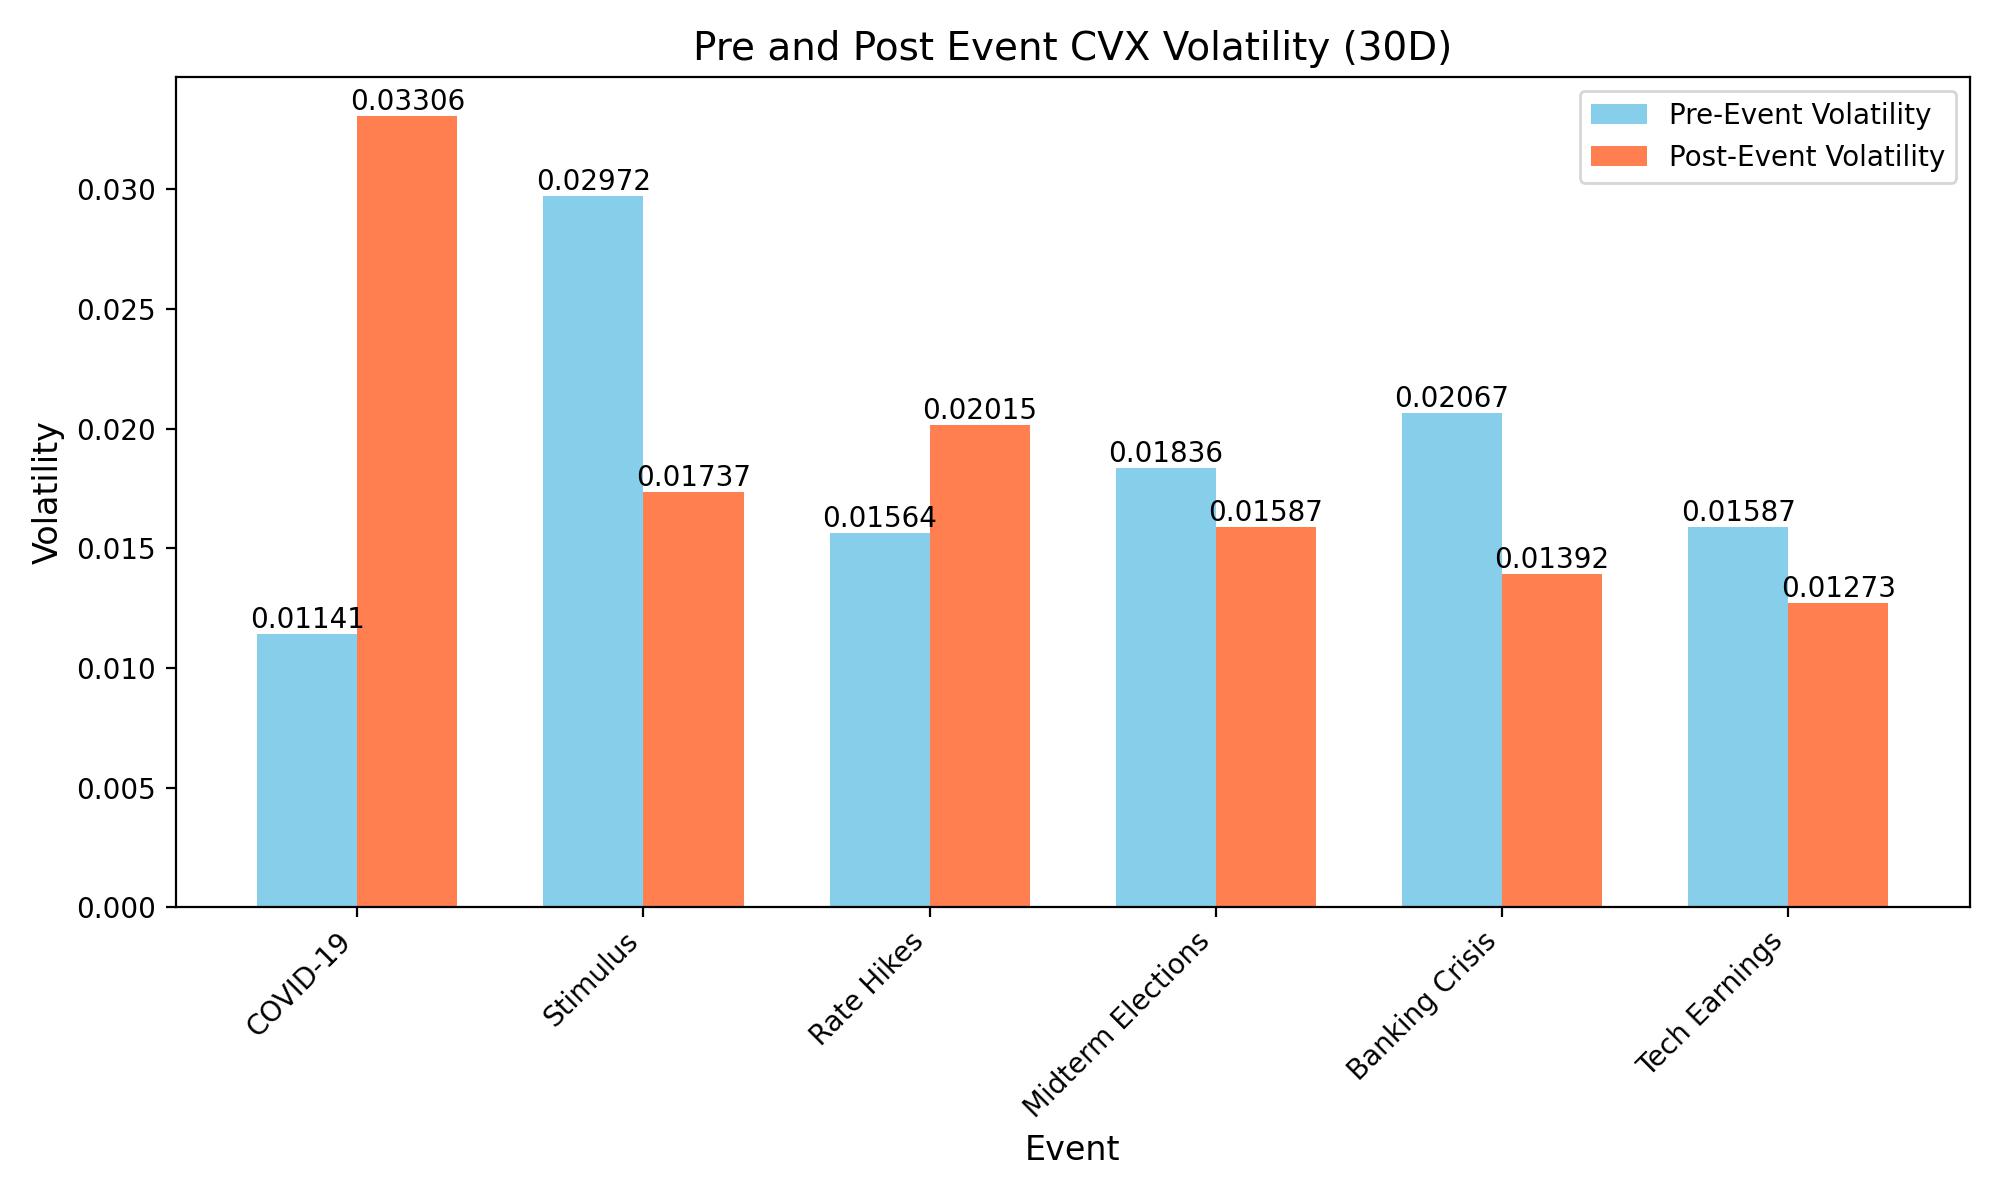 Pre and Post Event CVX Volatility (30D)
Pre-Event Volatility
Post-Event Volatility
Volatility
0.030
0.025
0.020
0.015
0.010
0.005
0.000
0.01141
0.03306
0.02972
0.01737
0.01564
0.02015
0.01836
0.01587
0.02067
0.01392
0.01587
0.01273
COVID-19
Stimulus
Rate Hikes
Midterm Elections
Banking Crisis
Tech Earnings
Event